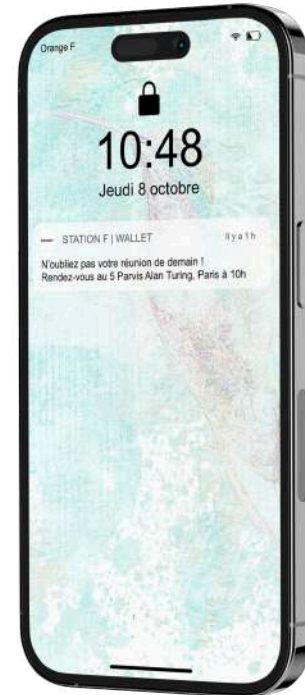 Orange F
10:48
Jeudi 8 octobre
STATION F | WALLET Il y a 1 h
N'oubliez pas votre réunion de demain !
Rendez-vous au 5 Parvis Alan Turing, Paris à 10h